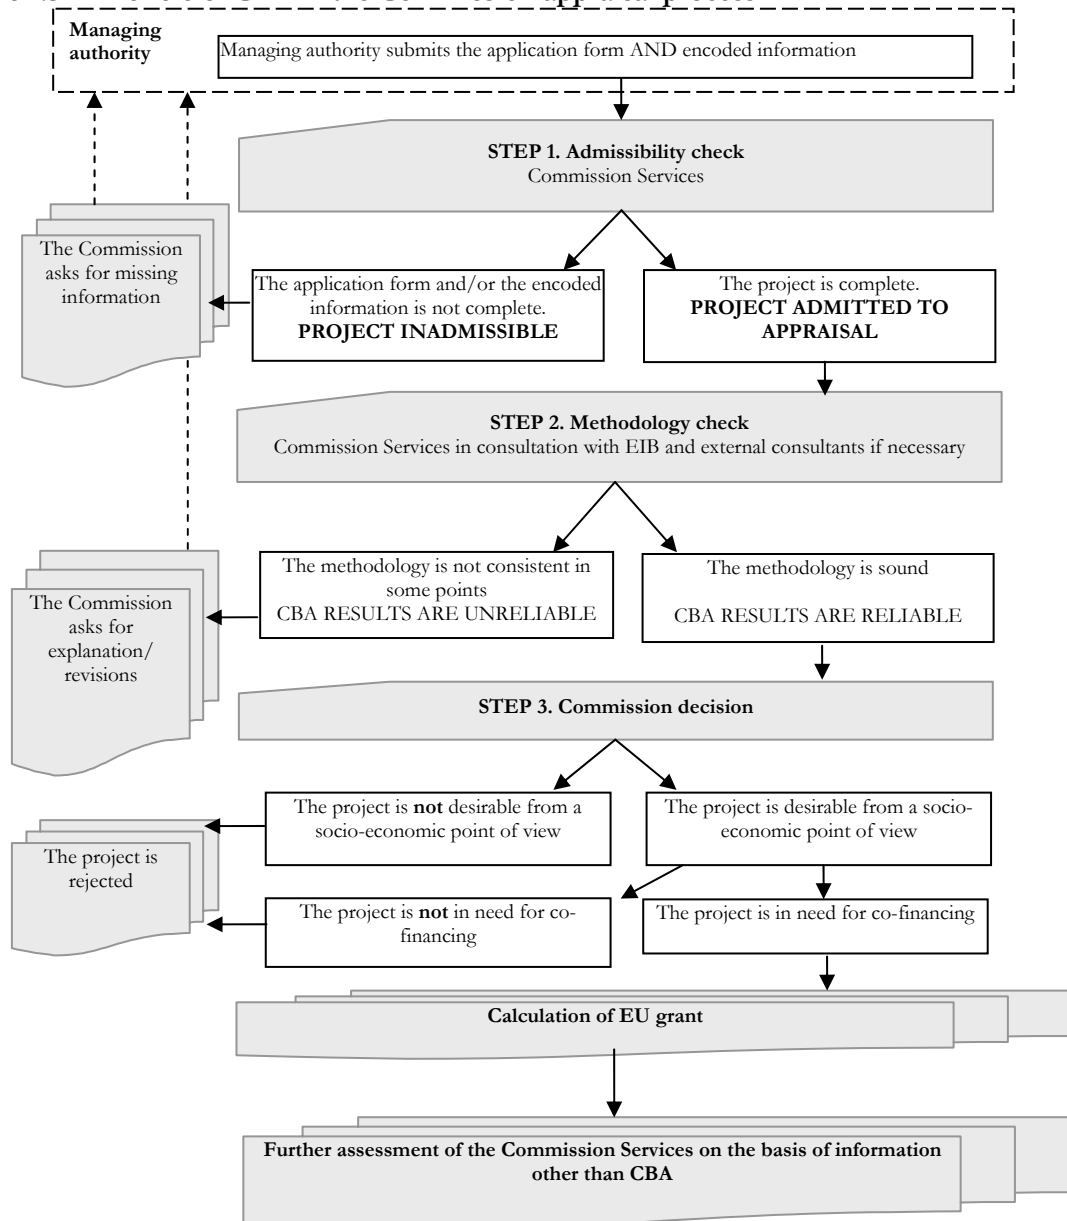 Managing
authority
Managing authority submits the application form AND encoded information
STEP 1. Admissibility check
Commission Services
The Commission
asks for missing
information
The application form and/or the encoded
information is not complete.
PROJECT INADMISSIBLE
The project is complete.
PROJECT ADMITTED TO
APPRAISAL
STEP 2. Methodology check
Commission Services in consultation with EIB and external consultants if necessary
The Commission
asks for
explanation/
revisions
The methodology is not consistent in
some points
CBA RESULTS ARE UNRELIABLE
The methodology is sound
CBA RESULTS ARE RELIABLE
STEP 3. Commission decision
The project is not desirable from a
socio-economic point of view
The project is desirable from a socio-
economic point of view
The project is
rejected
The project is not in need for co-
financing
The project is in need for co-financing
Calculation of EU grant
Further assessment of the Commission Services on the basis of information
other than CBA